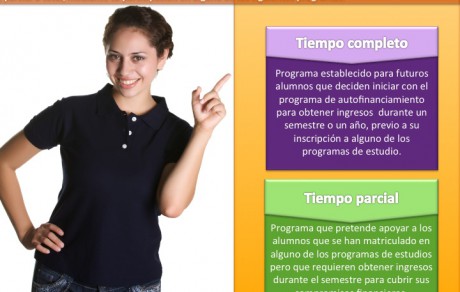 Tiempo completo
Programa establecido para futuros
alumnos que deciden iniciar con el
programa de autofinanciamiento
para obtener ingresos durante un
semestre o un año, previo a su
inscripción a alguno de los
programas de estudio.
Tiempo parcial
Programa que pretende apoyar a los
alumnos que se han matriculado en
alguno de los programas de estudios
pero que requieren obtener ingresos
durante el semestre para cubrir sus